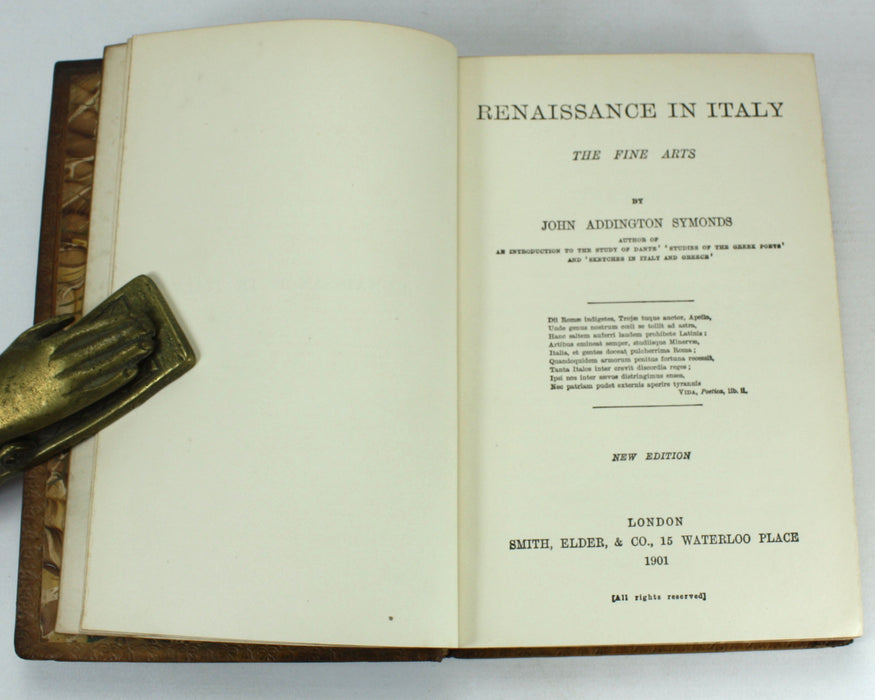 RENAISSANCE IN ITALY
THE FINE ARTS
BY
JOHN ADDINGTON SYMONDS
AUTHOR OF
AN INTRODUCTION TO THE STUDY OF DANTE' 'STUDIES OF THE GREEK POETS'
AND 'SKETCHES IN ITALY AND GREECE'
Dii Romæ indigetes, Trojæ tuque auctor, Apollo,
Unde genus nostrum cœli se tollit ad astra,
Hanc saltem auferri laudem prohibete Latinis;
Artibus emineat semper, studiisque Minervæ,
Italia, et gentes doceat pulcherrima Roma;
Quandoquidem armorum penitus fortuna recessit,
Tanta Italos inter crevit discordia reges;
Ipsi nos inter sævos distringimus enses,
Nec patriam pudet externis aperire tyrannis
VIDA, Poetica, lib. ii.
NEW EDITION
LONDON
SMITH, ELDER, & CO., 15 WATERLOO PLACE
1901
[All rights reserved]